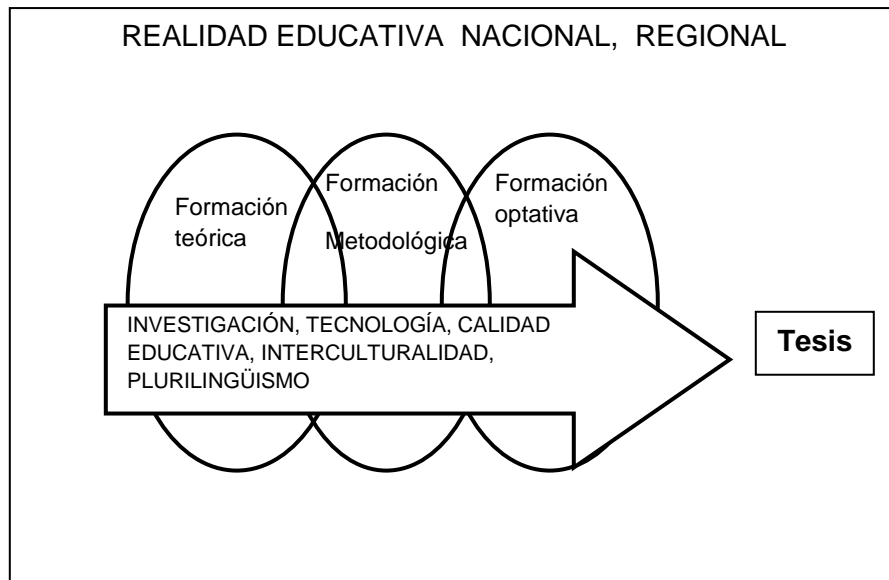 REALIDAD EDUCATIVA NACIONAL, REGIONAL
Formación
teórica
Formación
Metodológica
Formación
optativa
INVESTIGACIÓN, TECNOLOGÍA, CALIDAD
EDUCATIVA, INTERCULTURALIDAD,
PLURILINGÜISMO
Tesis